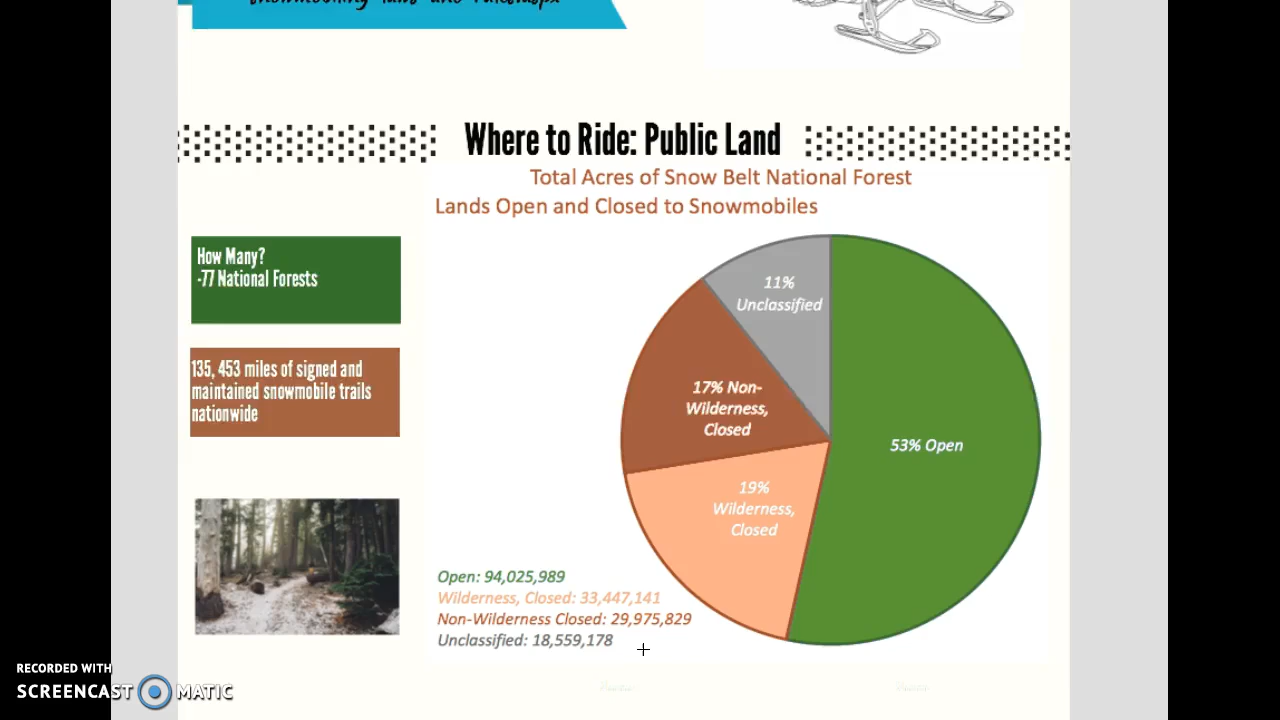 Where to Ride: Public Land
Total Acres of Snow Belt National Forest
Lands Open and Closed to Snowmobiles
How Many?
-77 National Forests
135, 453 miles of signed and
maintained snowmobile trails
nationwide
11%
Unclassified
17% Non-
Wilderness,
Closed
53% Open
19%
Wilderness,
Closed
Open: 94,025,989
Wilderness, Closed: 33,447,141
Non-Wilderness Closed: 29,975,829
Unclassified: 18,559,178
RECORDED WITH
SCREENCAST MATIC